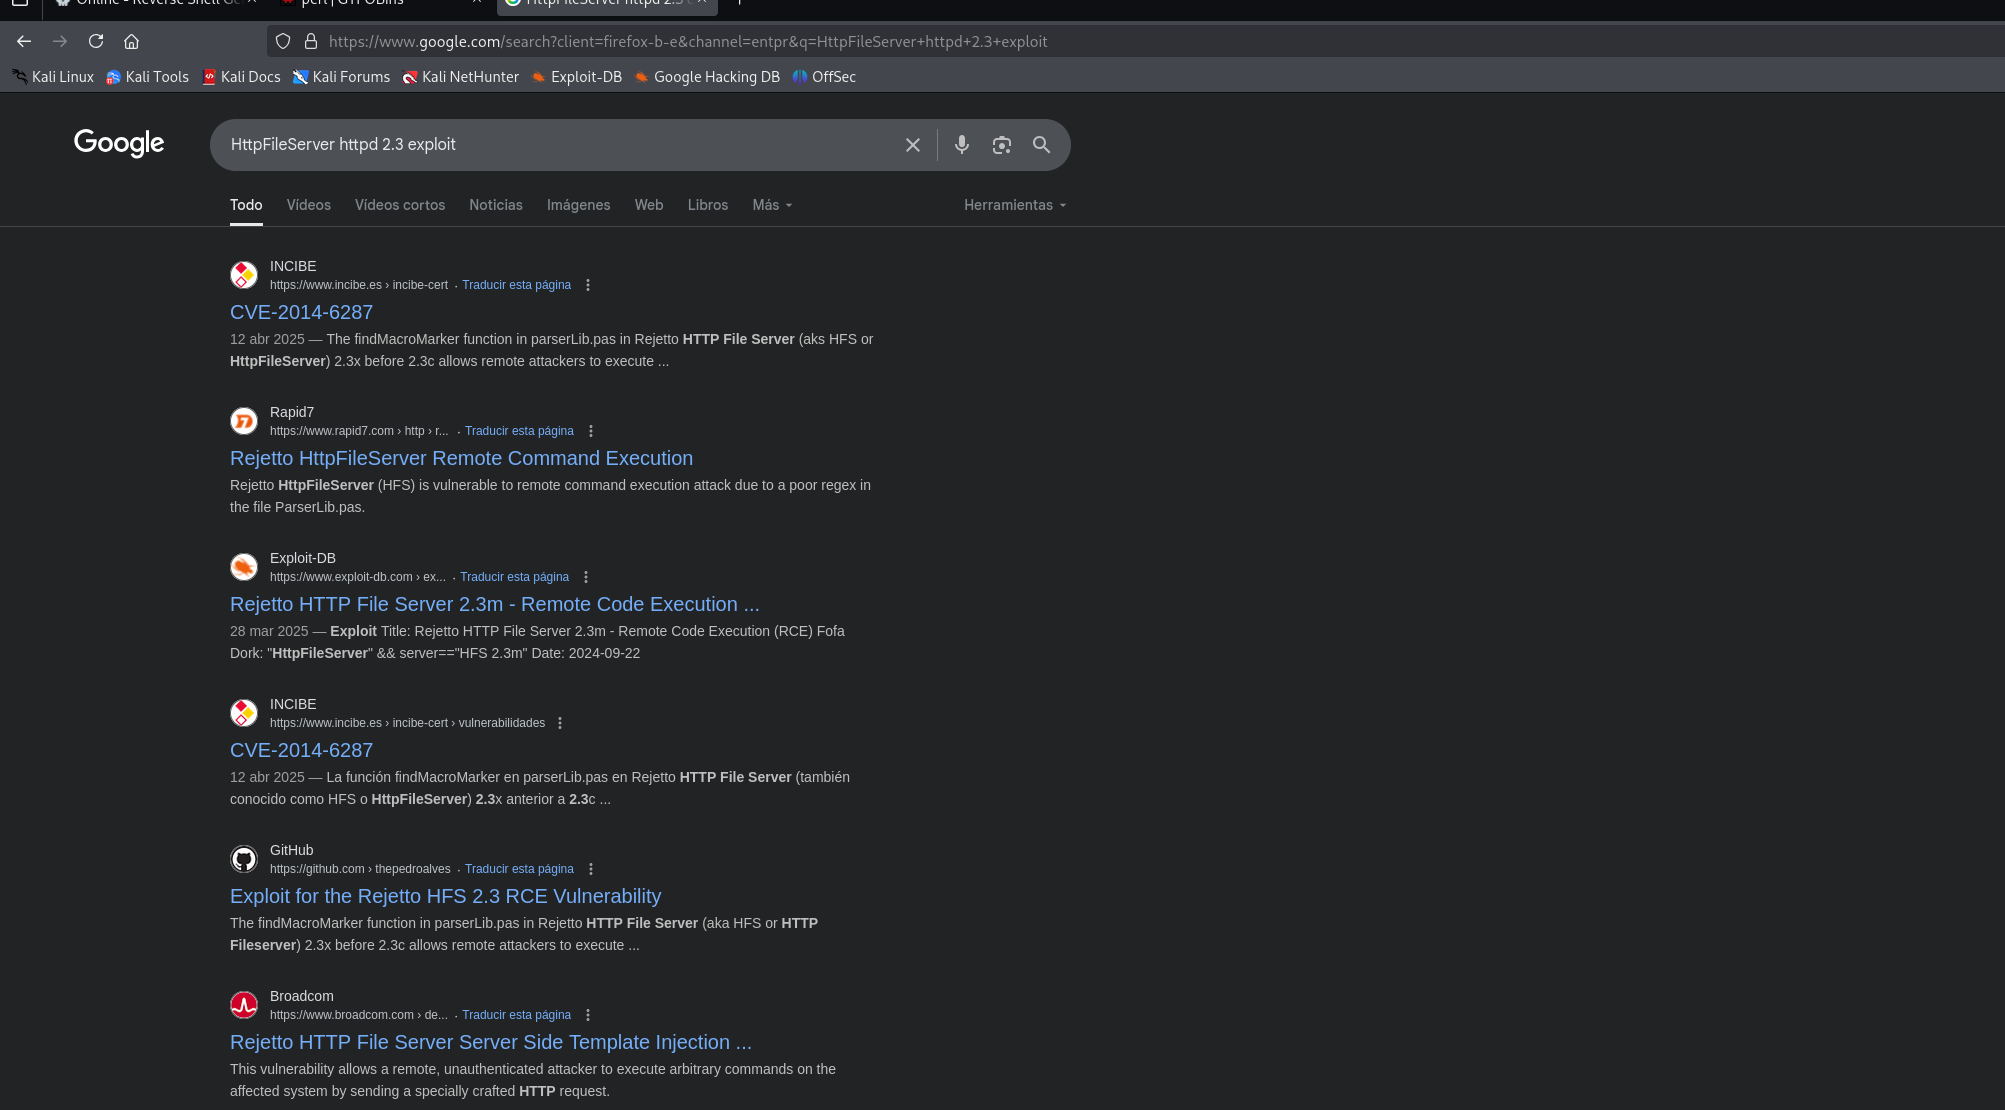 https://www.google.com/search?client=firefox-b-e&channel=entpr&q=HttpFileServer+httpd+2.3+exploit
Kali Linux Kali Tools Kali Docs Kali Forums Kali NetHunter Exploit-DB Google Hacking DB OffSec
Google HttpFileServer httpd 2.3 exploit
Todo Vídeos Vídeos cortos Noticias Imágenes Web Libros Más Herramientas
INCIBE
https://www.incibe.es › incibe-cert · Traducir esta página
CVE-2014-6287
12 abr 2025 — The findMacroMarker function in parserLib.pas in Rejetto HTTP File Server (aks HFS or
HttpFileServer) 2.3x before 2.3c allows remote attackers to execute ...
Rapid7
https://www.rapid7.com › http › r... · Traducir esta página
Rejetto HttpFileServer Remote Command Execution
Rejetto HttpFileServer (HFS) is vulnerable to remote command execution attack due to a poor regex in
the file ParserLib.pas.
Exploit-DB
https://www.exploit-db.com › ex... · Traducir esta página
Rejetto HTTP File Server 2.3m - Remote Code Execution ...
28 mar 2025 — Exploit Title: Rejetto HTTP File Server 2.3m - Remote Code Execution (RCE) Fofa
Dork: "HttpFileServer" && server=="HFS 2.3m" Date: 2024-09-22
INCIBE
https://www.incibe.es › incibe-cert › vulnerabilidades
CVE-2014-6287
12 abr 2025 — La función findMacroMarker en parserLib.pas en Rejetto HTTP File Server (también
conocido como HFS o HttpFileServer) 2.3x anterior a 2.3c ...
GitHub
https://github.com › thepedroalves · Traducir esta página
Exploit for the Rejetto HFS 2.3 RCE Vulnerability
The findMacroMarker function in parserLib.pas in Rejetto HTTP File Server (aka HFS or HTTP
Fileserver) 2.3x before 2.3c allows remote attackers to execute ...
Broadcom
https://www.broadcom.com › de... · Traducir esta página
Rejetto HTTP File Server Server Side Template Injection ...
This vulnerability allows a remote, unauthenticated attacker to execute arbitrary commands on the
affected system by sending a specially crafted HTTP request.